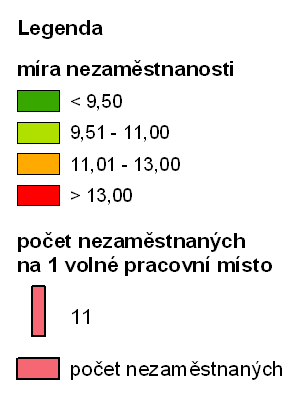 Legenda
míra nezaměstnanosti
< 9,50
9,51 - 11,00
11,01 - 13,00
> 13,00
počet nezaměstnaných
na 1 volné pracovní místo
11
počet nezaměstnaných